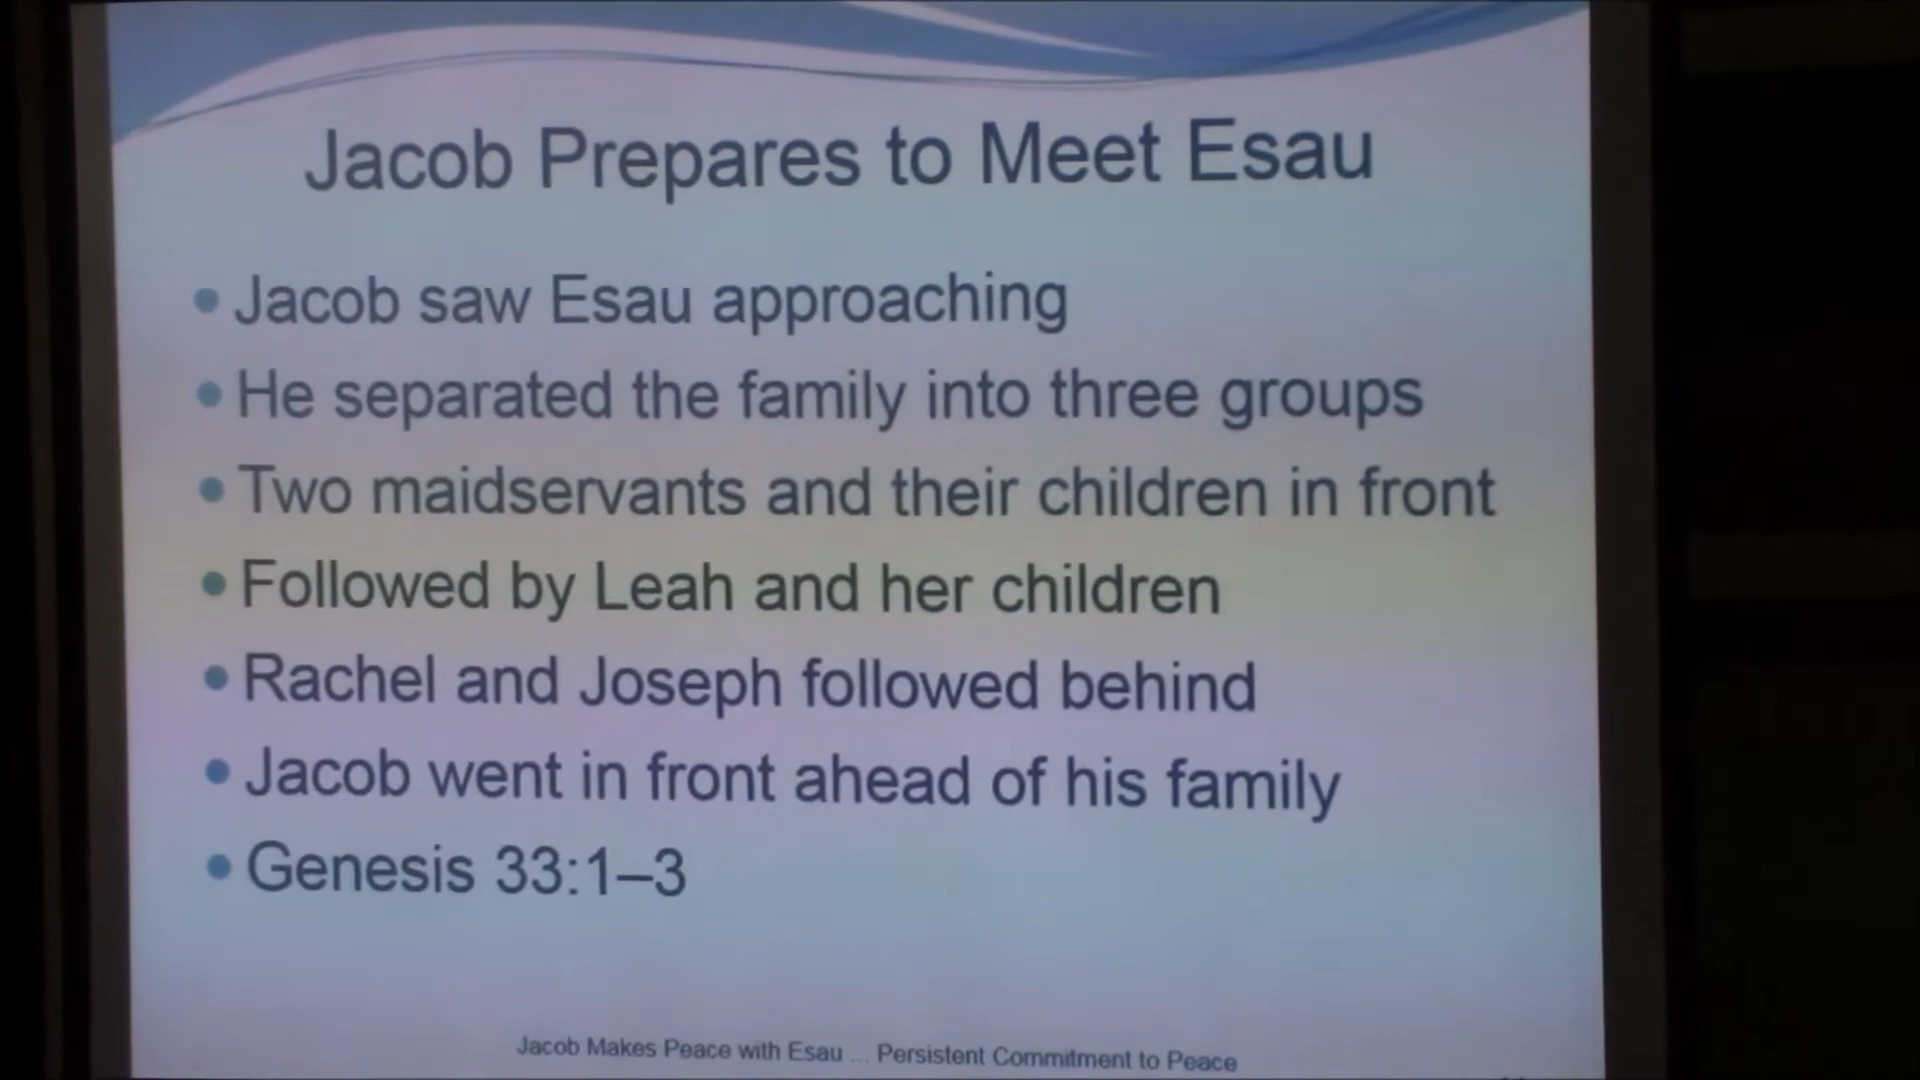 Jacob Prepares to Meet Esau
• Jacob saw Esau approaching
• He separated the family into three groups
• Two maidservants and their children in front
• Followed by Leah and her children
• Rachel and Joseph followed behind
• Jacob went in front ahead of his family
• Genesis 33:1–3
Jacob Makes Peace with Esau ... Persistent Commitment to Peace